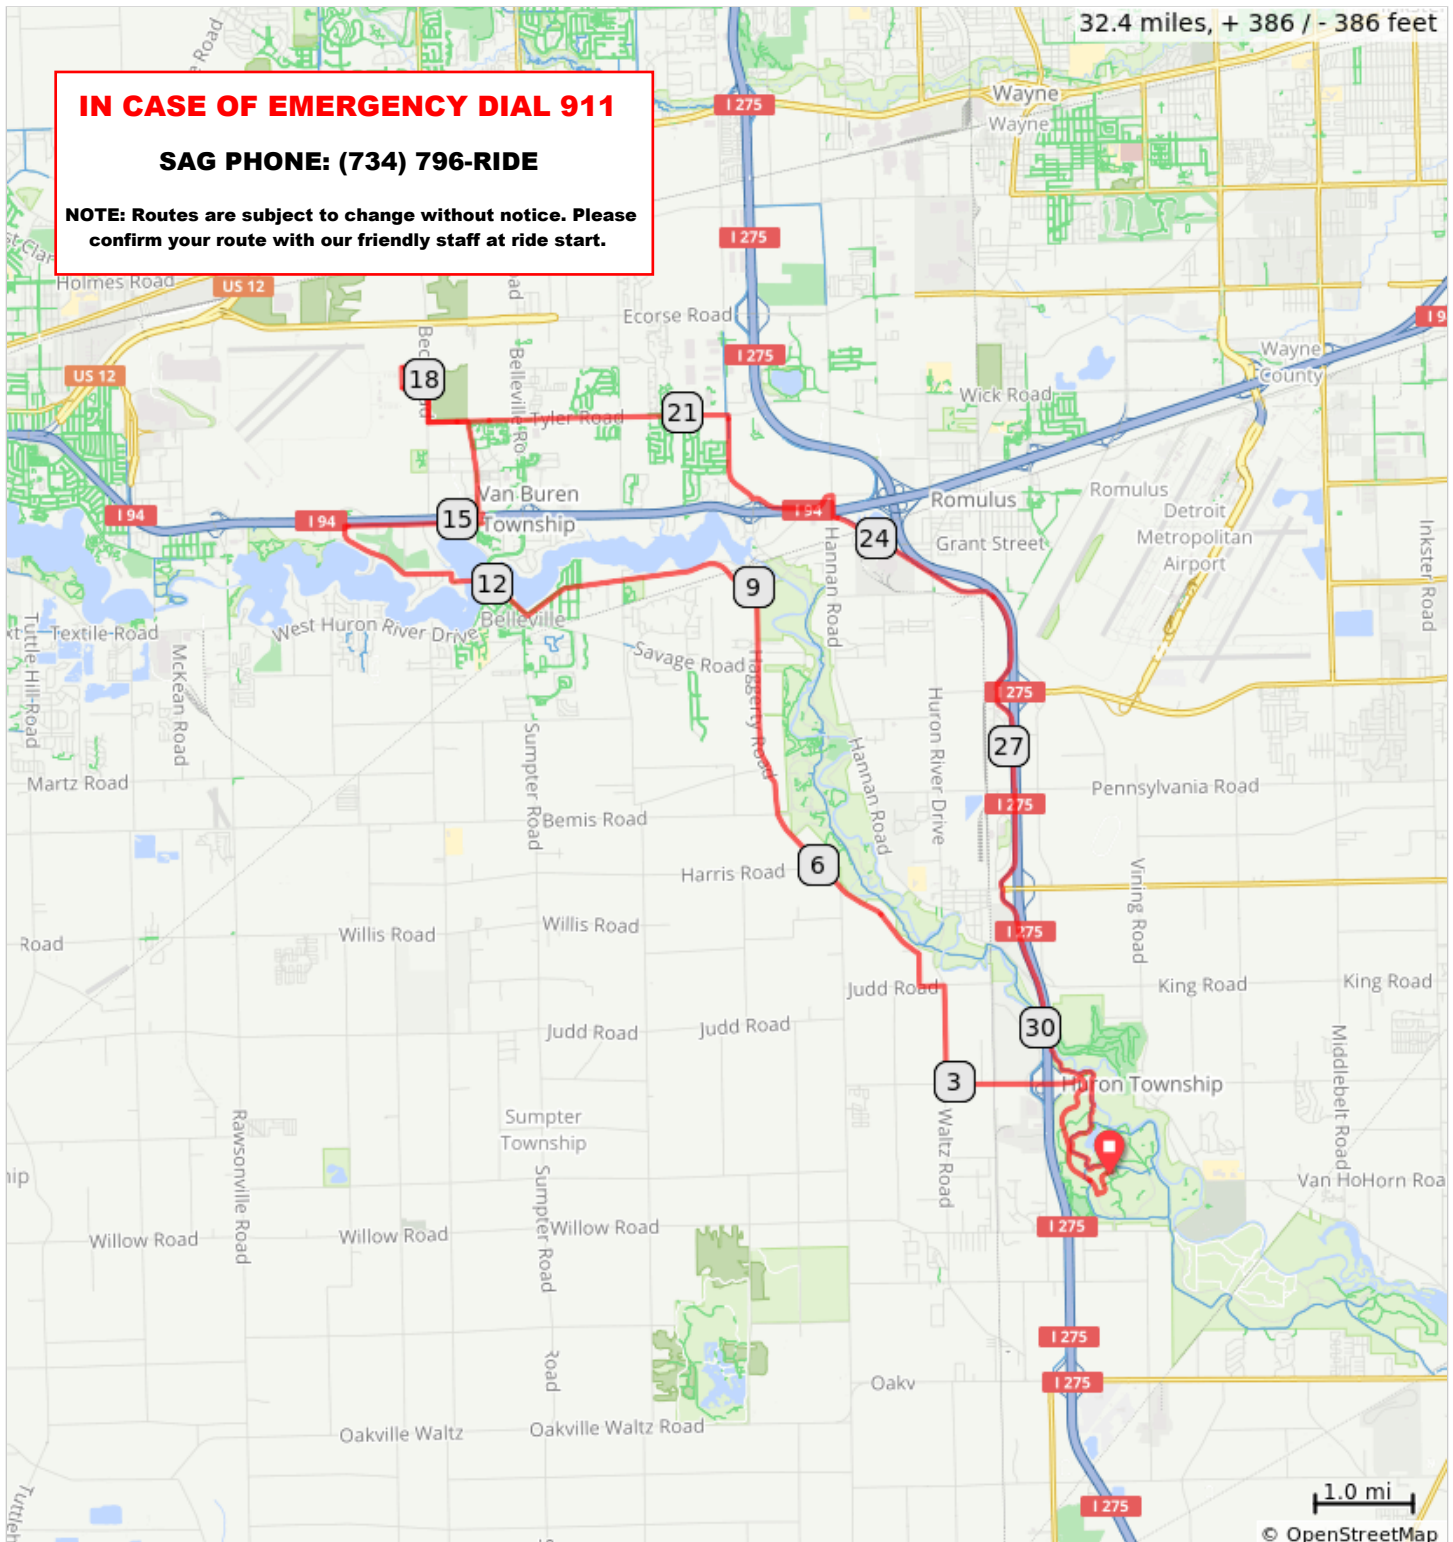 32.4 miles, + 386 / - 386 feet
IN CASE OF EMERGENCY DIAL 911
SAG PHONE: (734) 796-RIDE
NOTE: Routes are subject to change without notice. Please
confirm your route with our friendly staff at ride start.
Road
I 275
Wayne
Wayne
I 275
Holmes Road
US 12
Ecorse Road
I 275
Wayne
County
US 12
18
Belleville Ro
Wick Road
21
Tyler Road
I 94
I 94
15
Van Buren
Township
I 94
Romulus
Romulus
Detroit
Metropolitan
Airport
24
Grant Street
Hannan Road
Inkster Road
12
9
Belleville
West Huron River Drive
Textile Road
Tuttle Hill Road
McKean Road
Savage Road
Haggerty Road
275
Huron River Drive
Hannan Road
27
Sumpter Road
Martz Road
Pennsylvania Road
I 275
Bemis Road
6
Harris Road
Vining Road
Willis Road
Willis Road
Road
I 275
Judd Road
King Road
King Road
Judd Road
Judd Road
30
Middlebelt Road
3
Huron Township
Sumpter
Township
Rawsonville Road
Waltz Road
Sumpter Road
Van HoHorn Roa
Willow Road
Willow Road
Willow Road
I 275
I 275
Road
Oakv
I 275
Oakville Waltz
Oakville Waltz Road
1.0 mi
I 275
© OpenStreetMap